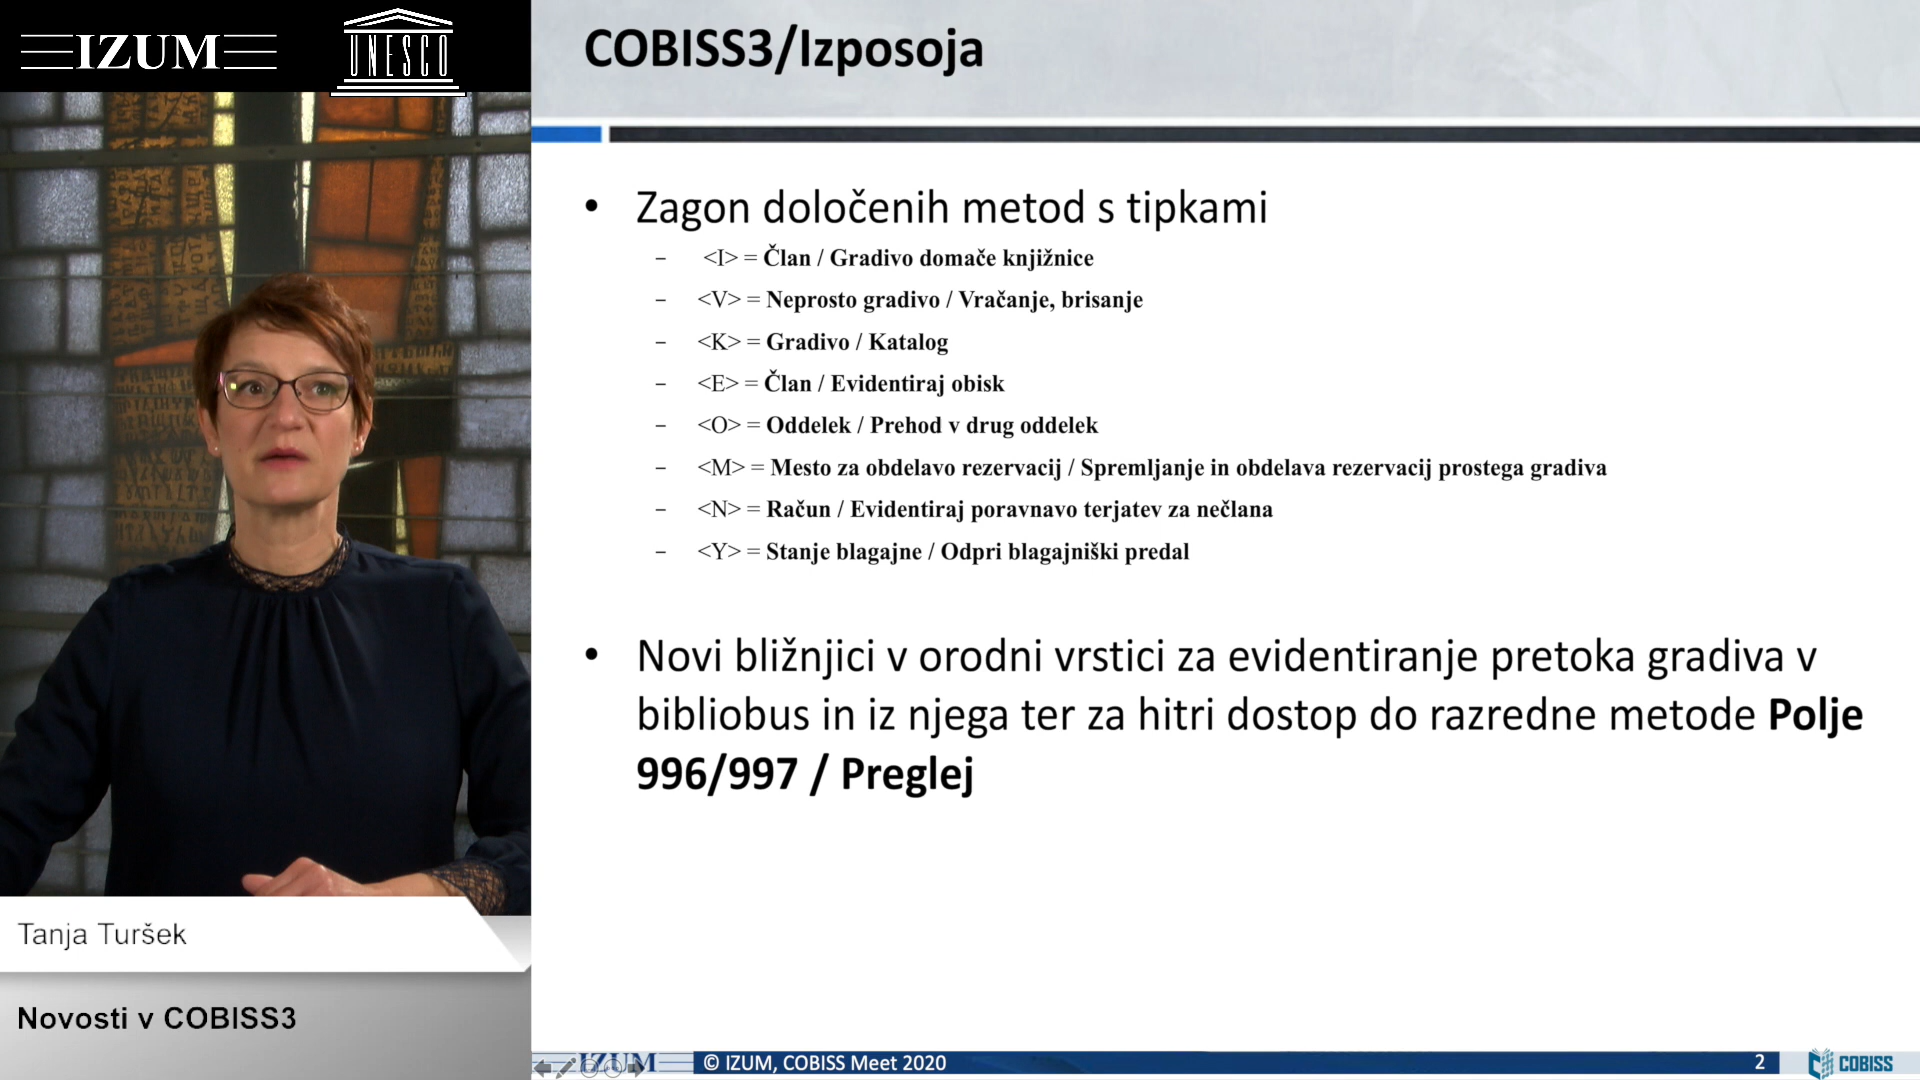 IZUM
UNESCO
COBISS3/Izposoja
• Zagon določenih metod s tipkami
– <I> = Član / Gradivo domače knjižnice
– <V> = Neprosto gradivo / Vračanje, brisanje
– <K> = Gradivo / Katalog
– <E> = Član / Evidentiraj obisk
– <O> = Oddelek / Prehod v drug oddelek
– <M> = Mesto za obdelavo rezervacij / Spremljanje in obdelava rezervacij prostega gradiva
– <N> = Račun / Evidentiraj poravnavo terjatev za nečlana
– <Y> = Stanje blagajne / Odpri blagajniški predal
• Novi bližnjici v orodni vrstici za evidentiranje pretoka gradiva v
bibliobus in iz njega ter za hitri dostop do razredne metode Polje
996/997 / Preglej
Tanja Turšek
Novosti v COBISS3
IZUM
© IZUM, COBISS Meet 2020
2
COBISS